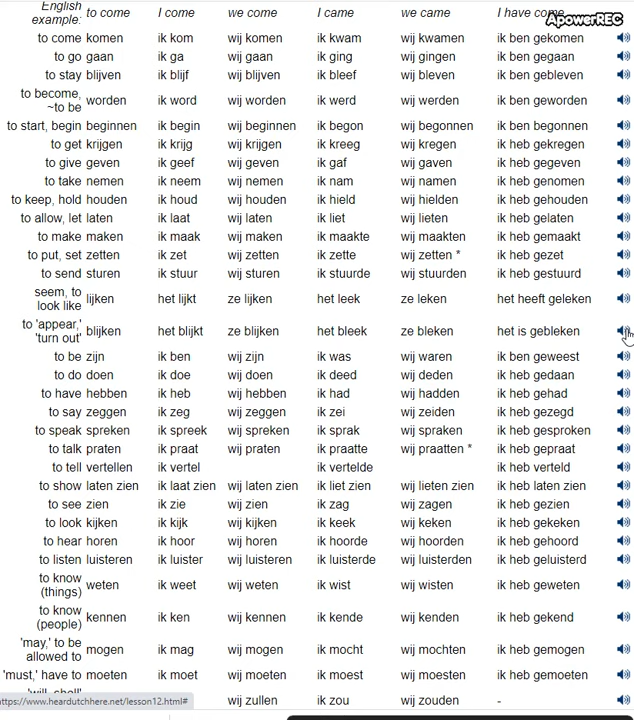 English example: to come I come we come I came we came I have come
ApowerREC
to come komen ik kom wij komen ik kwam wij kwamen ik ben gekomen
to go gaan ik ga wij gaan ik ging wij gingen ik ben gegaan
to stay blijven ik blijf wij blijven ik bleef wij bleven ik ben gebleven
to become, ~to be worden ik word wij worden ik werd wij werden ik ben geworden
to start, begin beginnen ik begin wij beginnen ik begon wij begonnen ik ben begonnen
to get krijgen ik krijg wij krijgen ik kreeg wij kregen ik heb gekregen
to give geven ik geef wij geven ik gaf wij gaven ik heb gegeven
to take nemen ik neem wij nemen ik nam wij namen ik heb genomen
to keep, hold houden ik houd wij houden ik hield wij hielden ik heb gehouden
to allow, let laten ik laat wij laten ik liet wij lieten ik heb gelaten
to make maken ik maak wij maken ik maakte wij maakten ik heb gemaakt
to put, set zetten ik zet wij zetten ik zette wij zetten * ik heb gezet
to send sturen ik stuur wij sturen ik stuurde wij stuurden ik heb gestuurd
seem, to look like lijken het lijkt ze lijken het leek ze leken het heeft geleken
to 'appear,' 'turn out' blijken het blijkt ze blijken het bleek ze bleken het is gebleken
to be zijn ik ben wij zijn ik was wij waren ik ben geweest
to do doen ik doe wij doen ik deed wij deden ik heb gedaan
to have hebben ik heb wij hebben ik had wij hadden ik heb gehad
to say zeggen ik zeg wij zeggen ik zei wij zeiden ik heb gezegd
to speak spreken ik spreek wij spreken ik sprak wij spraken ik heb gesproken
to talk praten ik praat wij praten ik praatte wij praatten * ik heb gepraat
to tell vertellen ik vertel ik vertelde ik heb verteld
to show laten zien ik laat zien wij laten zien ik liet zien wij lieten zien ik heb laten zien
to see zien ik zie wij zien ik zag wij zagen ik heb gezien
to look kijken ik kijk wij kijken ik keek wij keken ik heb gekeken
to hear horen ik hoor wij horen ik hoorde wij hoorden ik heb gehoord
to listen luisteren ik luister wij luisteren ik luisterde wij luisterden ik heb geluisterd
to know (things) weten ik weet wij weten ik wist wij wisten ik heb geweten
to know (people) kennen ik ken wij kennen ik kende wij kenden ik heb gekend
'may,' to be allowed to mogen ik mag wij mogen ik mocht wij mochten ik heb gemogen
'must,' have to moeten ik moet wij moeten ik moest wij moesten ik heb gemoeten
wij zullen ik zou wij zouden -
https://www.heardutchhere.net/lesson12.html#